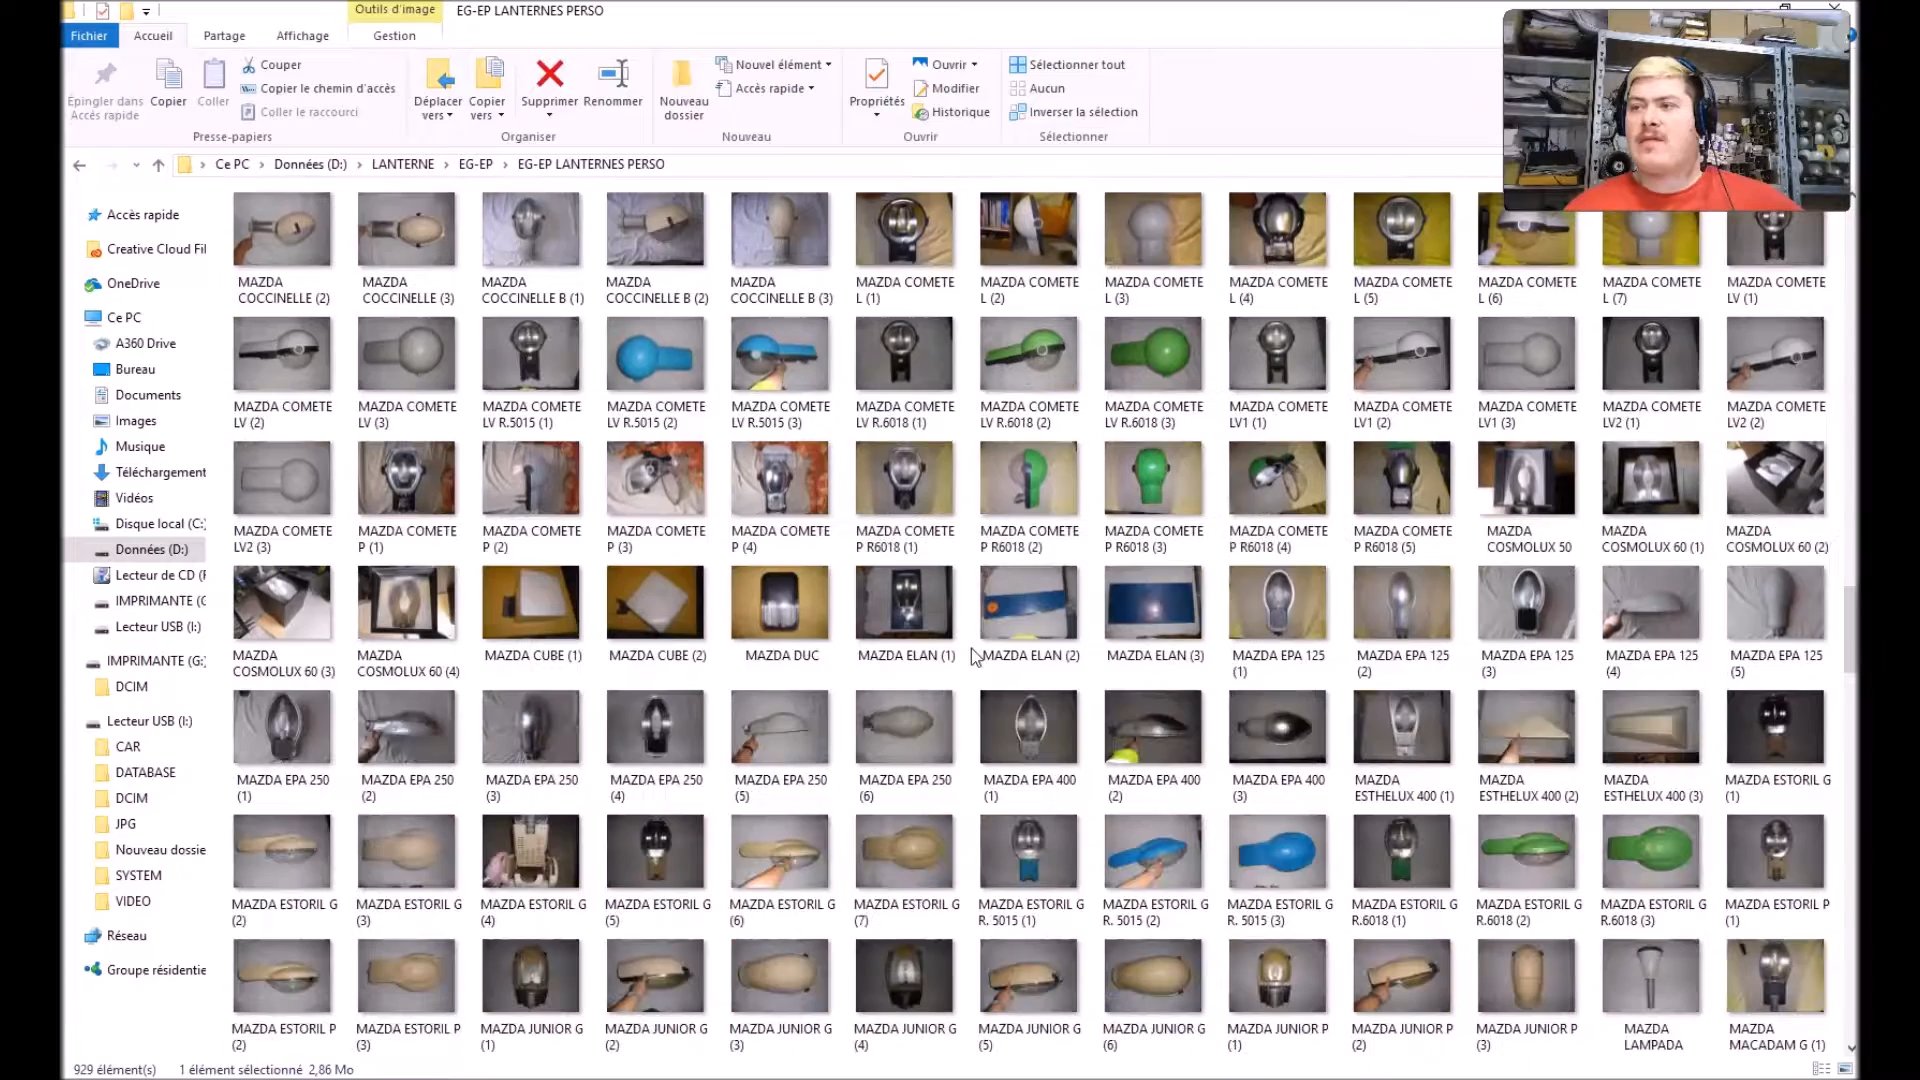 Outils d'image
EG-EP LANTERNES PERSO
Fichier
Accueil
Partage
Affichage
Gestion
Épingler dans
Accès rapide
Copier
Coller
Couper
Copier le chemin d'accès
Coller le raccourci
Presse-papiers
Déplacer
vers
Copier
vers
Supprimer
Renommer
Organiser
Nouveau
dossier
Nouvel élément
Accès rapide
Nouveau
Propriétés
Ouvrir
Modifier
Historique
Ouvrir
Sélectionner tout
Aucun
Inverser la sélection
Sélectionner
Ce PC
Données (D:)
LANTERNE
EG-EP
EG-EP LANTERNES PERSO
Accès rapide
Creative Cloud Fil
OneDrive
Ce PC
A360 Drive
Bureau
Documents
Images
Musique
Téléchargement
Vidéos
Disque local (C:)
Données (D:)
Lecteur de CD (F
IMPRIMANTE (G
Lecteur USB (I:)
IMPRIMANTE (G:)
DCIM
Lecteur USB (I:)
CAR
DATABASE
DCIM
JPG
Nouveau dossie
SYSTEM
VIDEO
Réseau
Groupe résidentie
MAZDA COCCINELLE (2)
MAZDA COCCINELLE (3)
MAZDA COCCINELLE B (1)
MAZDA COCCINELLE B (2)
MAZDA COCCINELLE B (3)
MAZDA COMETE L (1)
MAZDA COMETE L (2)
MAZDA COMETE L (3)
MAZDA COMETE L (4)
MAZDA COMETE L (5)
MAZDA COMETE L (6)
MAZDA COMETE L (7)
MAZDA COMETE LV (1)
MAZDA COMETE LV (2)
MAZDA COMETE LV (3)
MAZDA COMETE LV R.5015 (1)
MAZDA COMETE LV R.5015 (2)
MAZDA COMETE LV R.5015 (3)
MAZDA COMETE LV R.6018 (1)
MAZDA COMETE LV R.6018 (2)
MAZDA COMETE LV R.6018 (3)
MAZDA COMETE LV1 (1)
MAZDA COMETE LV1 (2)
MAZDA COMETE LV1 (3)
MAZDA COMETE LV2 (1)
MAZDA COMETE LV2 (2)
MAZDA COMETE LV2 (3)
MAZDA COMETE P (1)
MAZDA COMETE P (2)
MAZDA COMETE P (3)
MAZDA COMETE P (4)
MAZDA COMETE P R6018 (1)
MAZDA COMETE P R6018 (2)
MAZDA COMETE P R6018 (3)
MAZDA COMETE P R6018 (4)
MAZDA COMETE P R6018 (5)
MAZDA COSMOLUX 50
MAZDA COSMOLUX 60 (1)
MAZDA COSMOLUX 60 (2)
MAZDA COSMOLUX 60 (3)
MAZDA COSMOLUX 60 (4)
MAZDA CUBE (1)
MAZDA CUBE (2)
MAZDA DUC
MAZDA ELAN (1)
MAZDA ELAN (2)
MAZDA ELAN (3)
MAZDA EPA 125 (1)
MAZDA EPA 125 (2)
MAZDA EPA 125 (3)
MAZDA EPA 125 (4)
MAZDA EPA 125 (5)
MAZDA EPA 250 (1)
MAZDA EPA 250 (2)
MAZDA EPA 250 (3)
MAZDA EPA 250 (4)
MAZDA EPA 250 (5)
MAZDA EPA 250 (6)
MAZDA EPA 400 (1)
MAZDA EPA 400 (2)
MAZDA EPA 400 (3)
MAZDA ESTHELUX 400 (1)
MAZDA ESTHELUX 400 (2)
MAZDA ESTHELUX 400 (3)
MAZDA ESTORIL G (1)
MAZDA ESTORIL G (2)
MAZDA ESTORIL G (3)
MAZDA ESTORIL G (4)
MAZDA ESTORIL G (5)
MAZDA ESTORIL G (6)
MAZDA ESTORIL G (7)
MAZDA ESTORIL G R. 5015 (1)
MAZDA ESTORIL G R. 5015 (2)
MAZDA ESTORIL G R. 5015 (3)
MAZDA ESTORIL G R.6018 (1)
MAZDA ESTORIL G R.6018 (2)
MAZDA ESTORIL G R.6018 (3)
MAZDA ESTORIL P (1)
MAZDA ESTORIL P (2)
MAZDA ESTORIL P (3)
MAZDA JUNIOR G (1)
MAZDA JUNIOR G (2)
MAZDA JUNIOR G (3)
MAZDA JUNIOR G (4)
MAZDA JUNIOR G (5)
MAZDA JUNIOR G (6)
MAZDA JUNIOR P (1)
MAZDA JUNIOR P (2)
MAZDA JUNIOR P (3)
MAZDA LAMPADA
MAZDA MACADAM G (1)
929 élément(s)
1 élément sélectionné 2,86 Mo